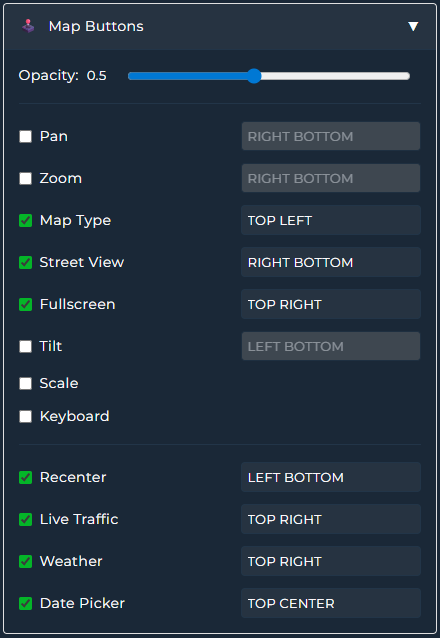 Map Buttons ▼
Opacity: 0.5
Pan RIGHT BOTTOM
Zoom RIGHT BOTTOM
Map Type TOP LEFT
Street View RIGHT BOTTOM
Fullscreen TOP RIGHT
Tilt LEFT BOTTOM
Scale
Keyboard
Recenter LEFT BOTTOM
Live Traffic TOP RIGHT
Weather TOP RIGHT
Date Picker TOP CENTER